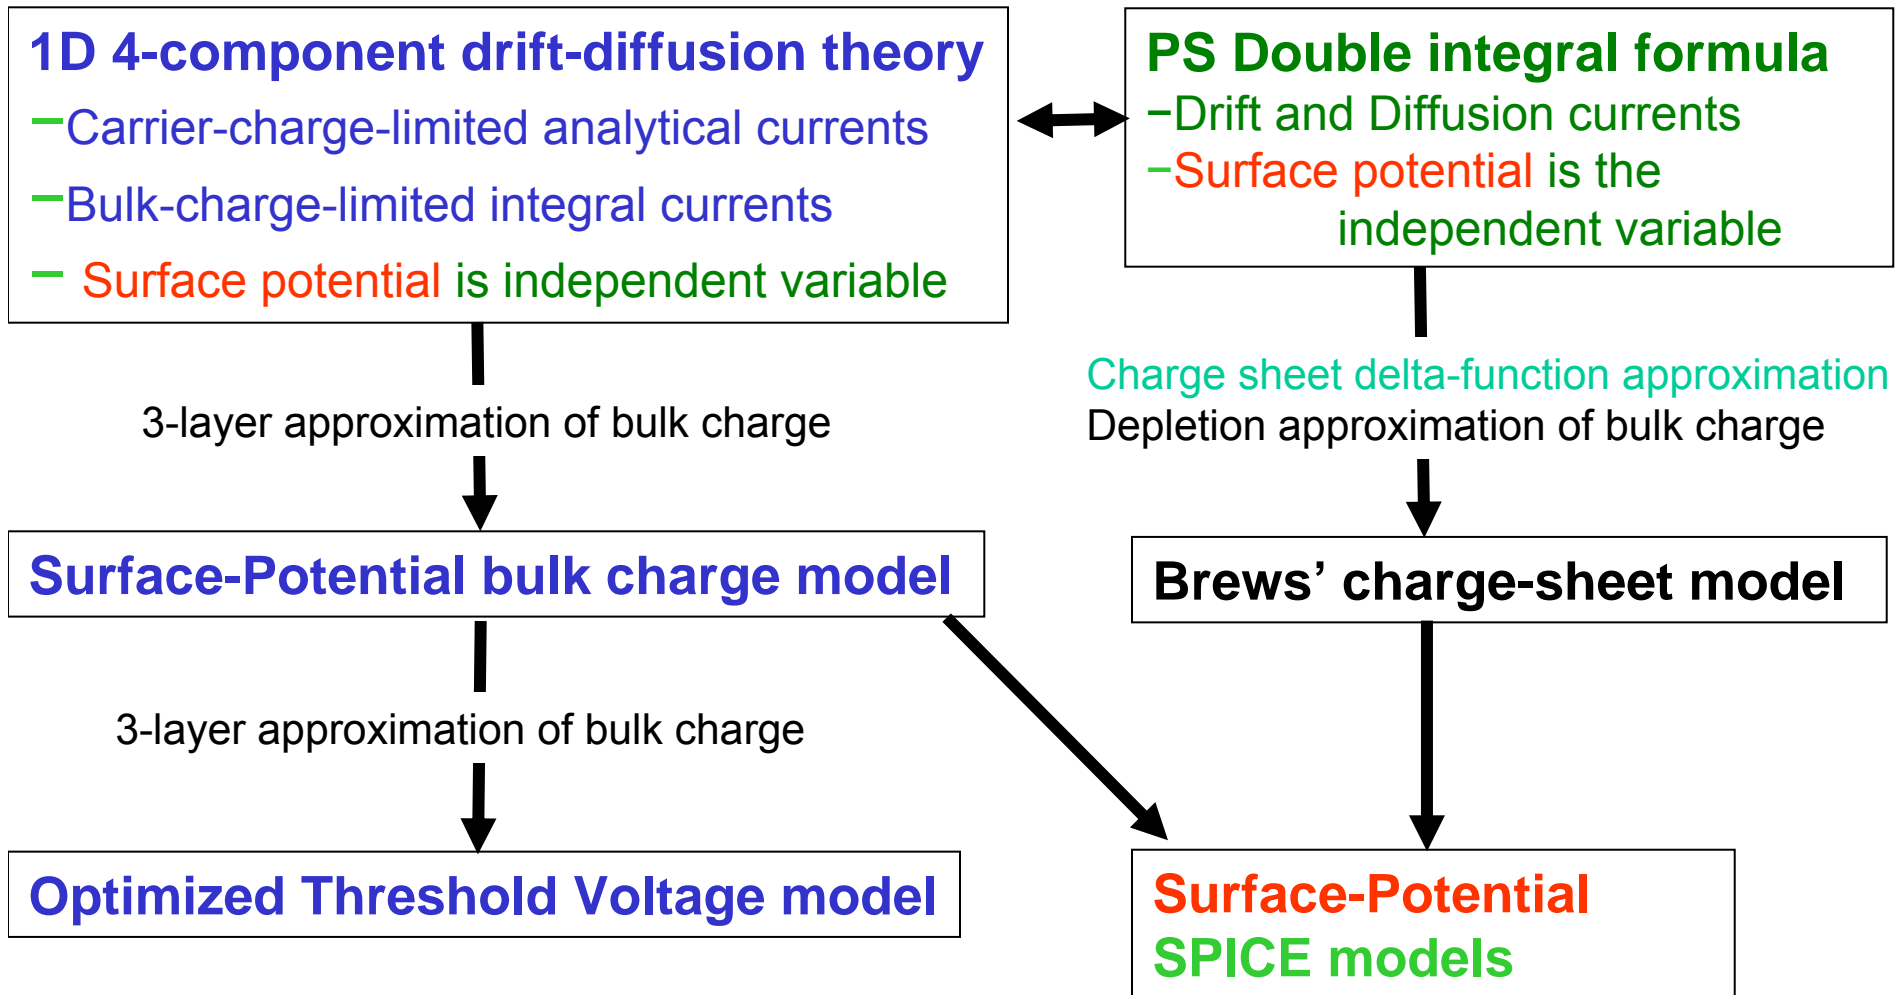 1D 4-component drift-diffusion theory
–Carrier-charge-limited analytical currents
–Bulk-charge-limited integral currents
– Surface potential is independent variable
PS Double integral formula
–Drift and Diffusion currents
–Surface potential is the
independent variable
3-layer approximation of bulk charge
Charge sheet delta-function approximation
Depletion approximation of bulk charge
Surface-Potential bulk charge model
Brews’ charge-sheet model
3-layer approximation of bulk charge
Optimized Threshold Voltage model
Surface-Potential
SPICE models